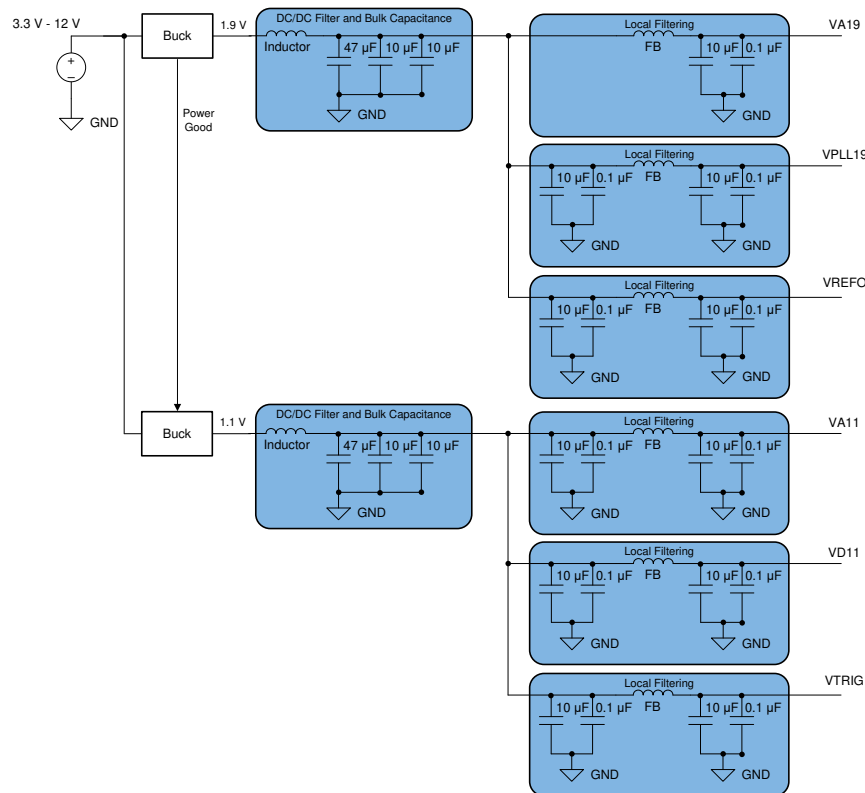 3.3 V - 12 V
Buck
1.9 V
DC/DC Filter and Bulk Capacitance
Inductor
47 µF
10 µF
10 µF
GND
GND
Power
Good
Local Filtering
FB
10 µF
0.1 µF
GND
VA19
Local Filtering
10 µF
0.1 µF
FB
10 µF
0.1 µF
GND
GND
VPLL19
Local Filtering
10 µF
0.1 µF
FB
10 µF
0.1 µF
GND
GND
VREFO
Buck
1.1 V
DC/DC Filter and Bulk Capacitance
Inductor
47 µF
10 µF
10 µF
GND
Local Filtering
10 µF
0.1 µF
FB
10 µF
0.1 µF
GND
GND
VA11
Local Filtering
10 µF
0.1 µF
FB
10 µF
0.1 µF
GND
GND
VD11
Local Filtering
10 µF
0.1 µF
FB
10 µF
0.1 µF
GND
GND
VTRIG